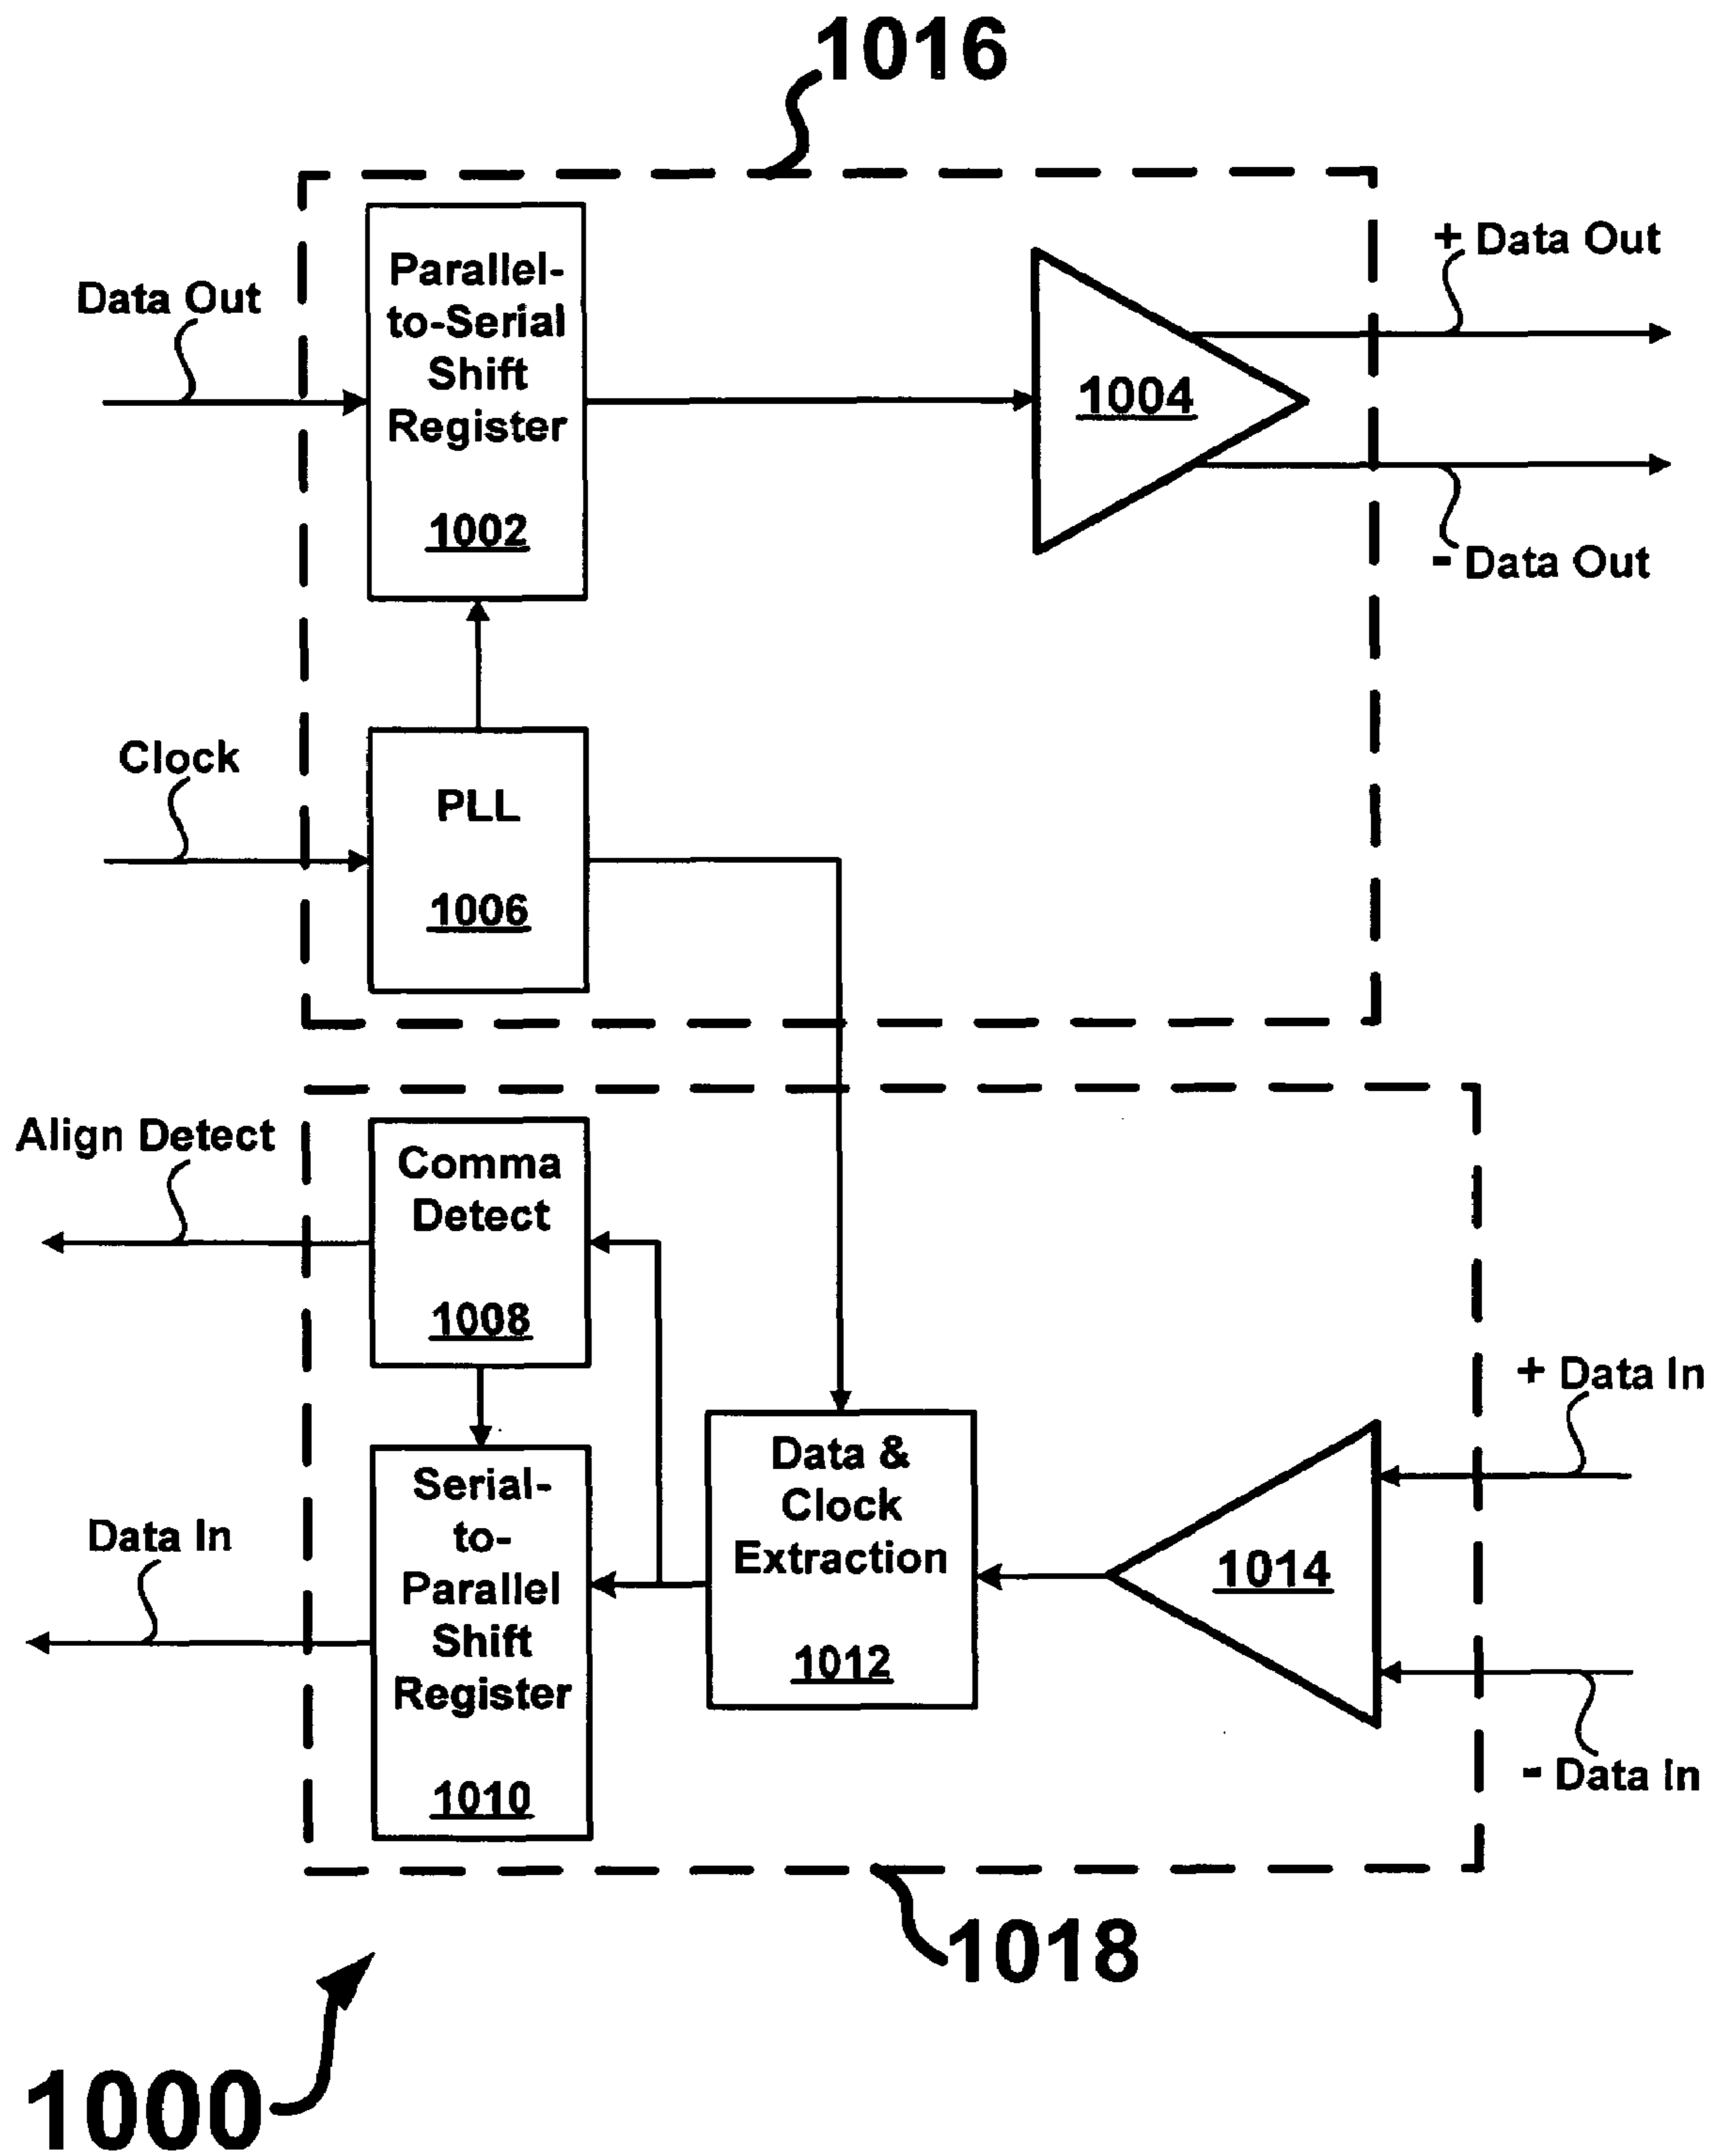 1016
+ Data Out
Data Out
Parallel-
to-Serial
Shift
Register
1002
1004
- Data Out
Clock
PLL
1006
Align Detect
Comma
Detect
1008
+ Data In
Data In
Serial-
to-
Parallel
Shift
Register
1010
Data &
Clock
Extraction
1012
1014
- Data In
1018
1000